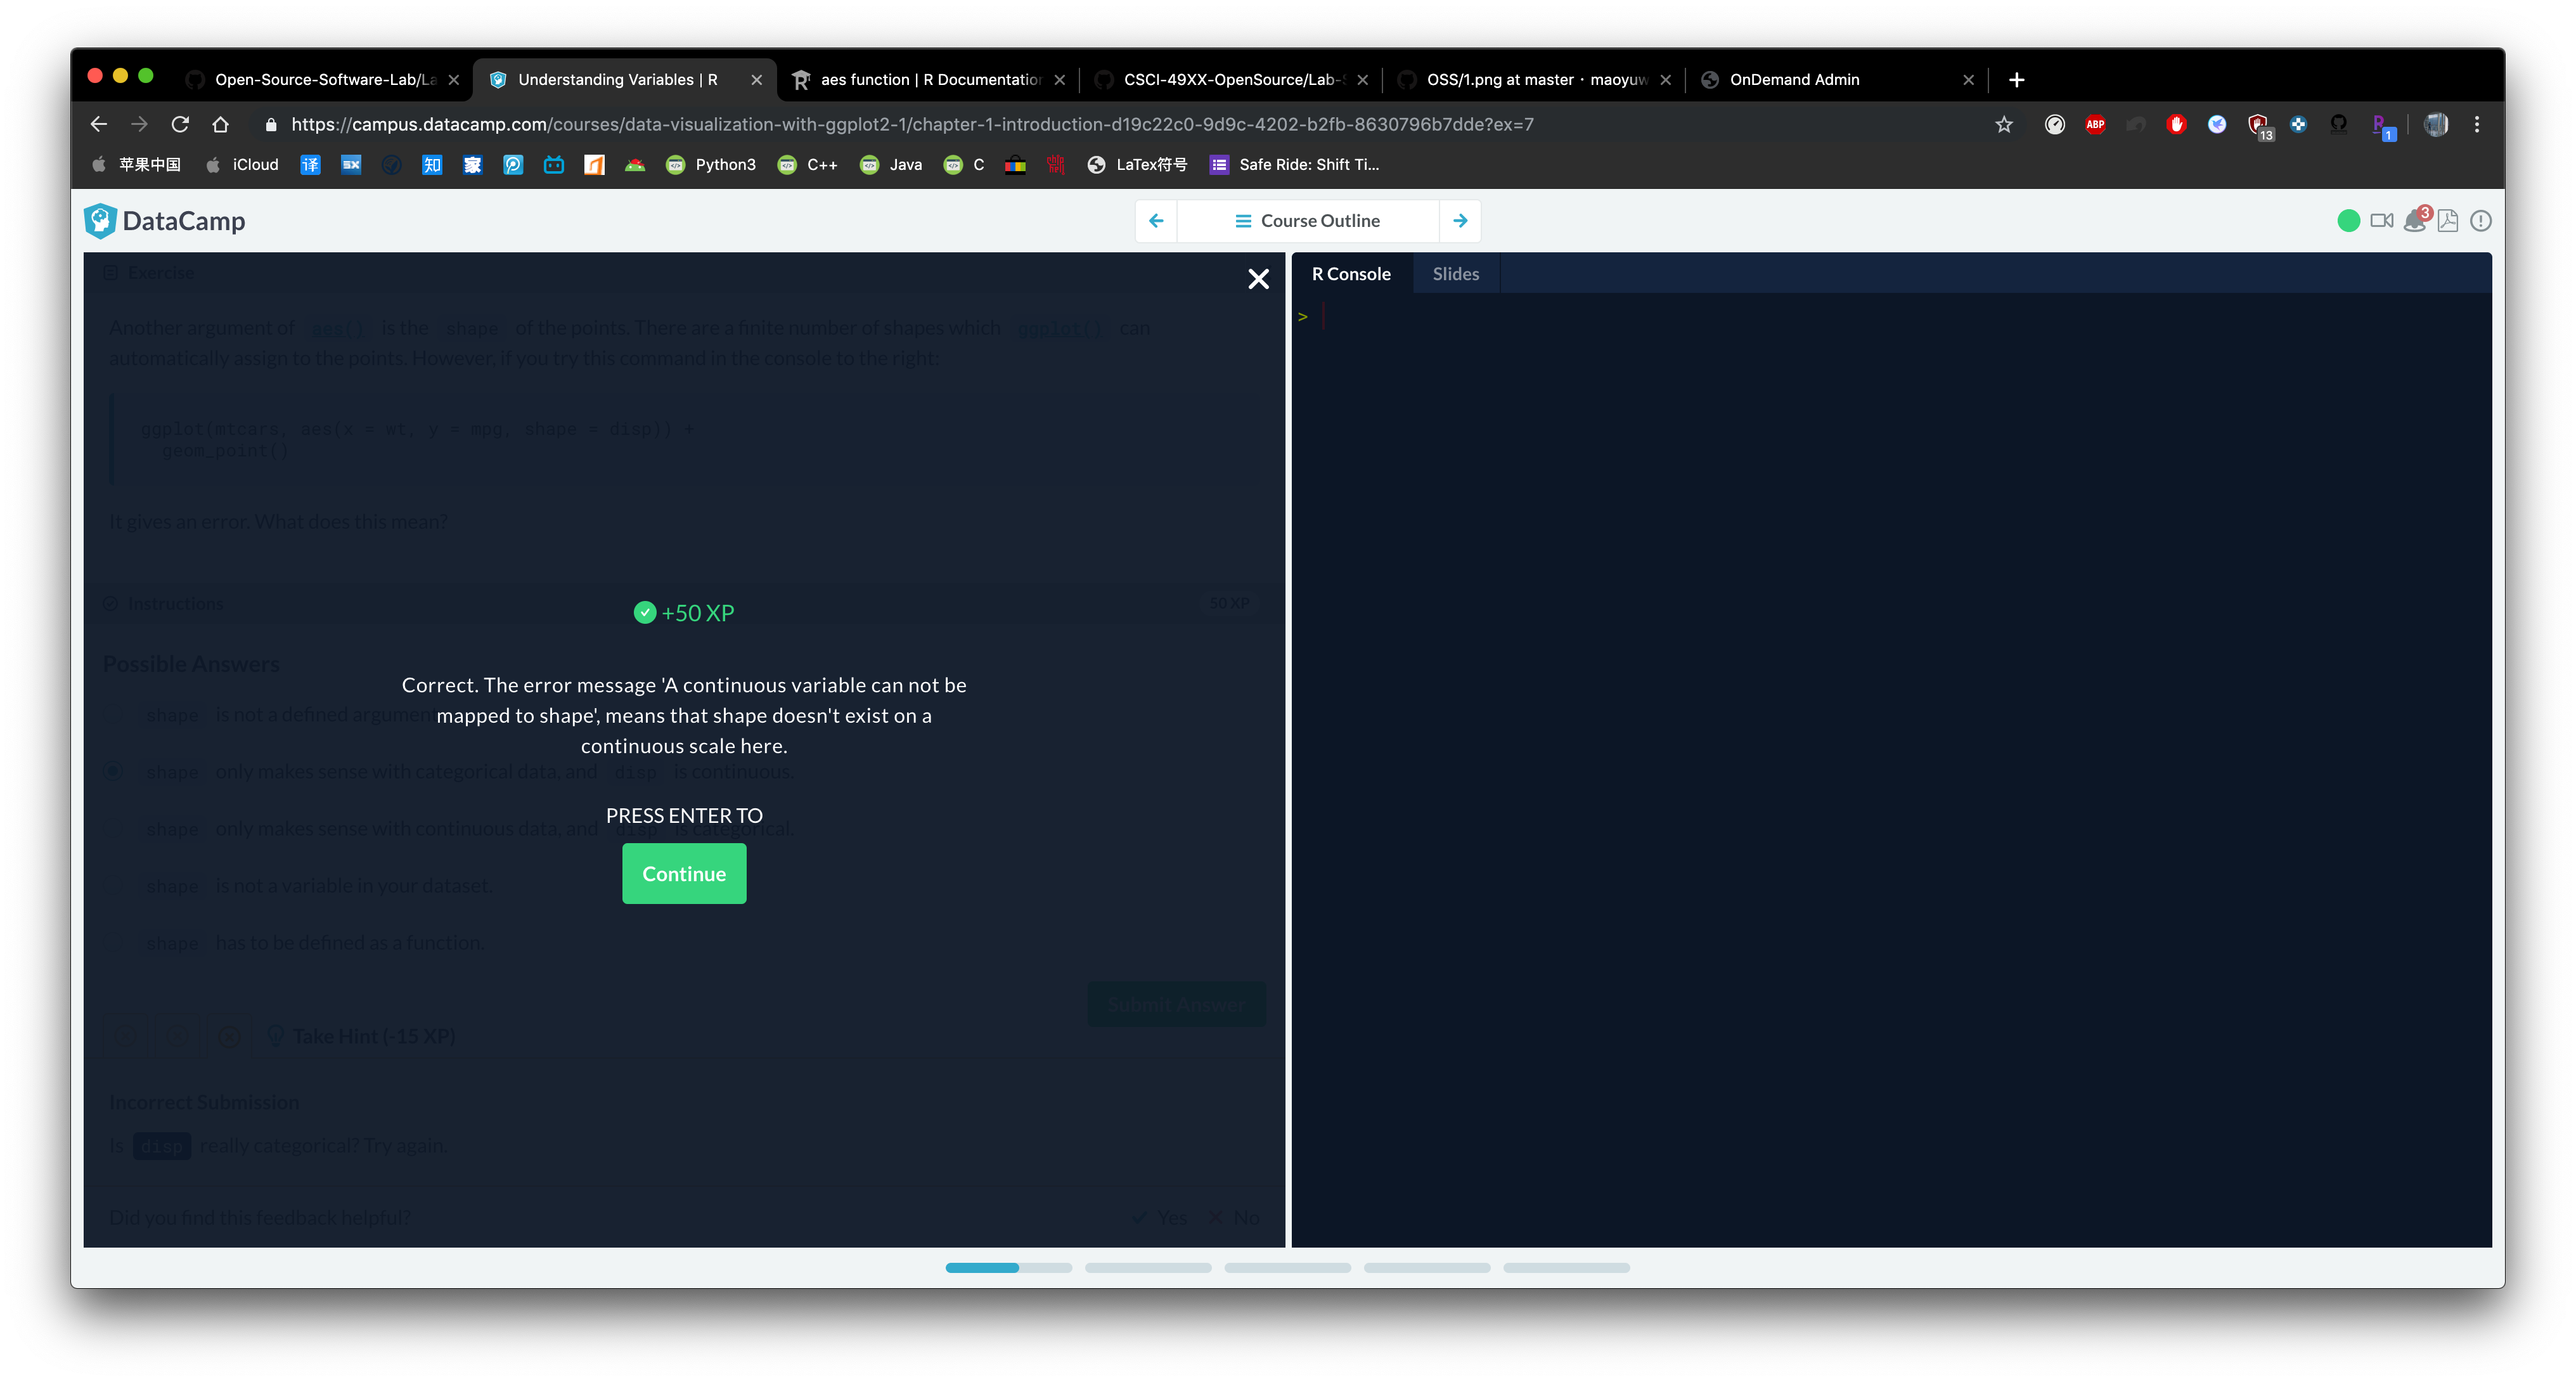 Open-Source-Software-Lab/La
Understanding Variables | R
aes function | R Documentation
CSCI-49XX-OpenSource/Lab-
OSS/1.png at master · maoyuw
OnDemand Admin
https://campus.datacamp.com/courses/data-visualization-with-ggplot2-1/chapter-1-introduction-d19c22c0-9d9c-4202-b2fb-8630796b7dde?ex=7
ABP
13
1
苹果中国
iCloud
译
SX
知
家
Python3
C++
Java
C
LaTex符号
Safe Ride: Shift Ti...
DataCamp
Course Outline
3
Exercise
R Console
Slides
>
Another argument of aes() is the shape of the points. There are a finite number of shapes which ggplot() can
automatically assign to the points. However, if you try this command in the console to the right:
ggplot(mtcars, aes(x = wt, y = mpg, shape = disp)) +
geom_point()
It gives an error. What does this mean?
Instructions
50 XP
+50 XP
Possible Answers
Correct. The error message 'A continuous variable can not be
mapped to shape', means that shape doesn't exist on a
continuous scale here.
shape is not a defined argument
shape only makes sense with categorical data, and disp is continuous.
PRESS ENTER TO
shape only makes sense with continuous data, and disp is categorical.
Continue
shape is not a variable in your dataset.
shape has to be defined as a function.
Submit Answer
Take Hint (-15 XP)
Incorrect Submission
Is disp really categorical? Try again.
Did you find this feedback helpful?
Yes
No